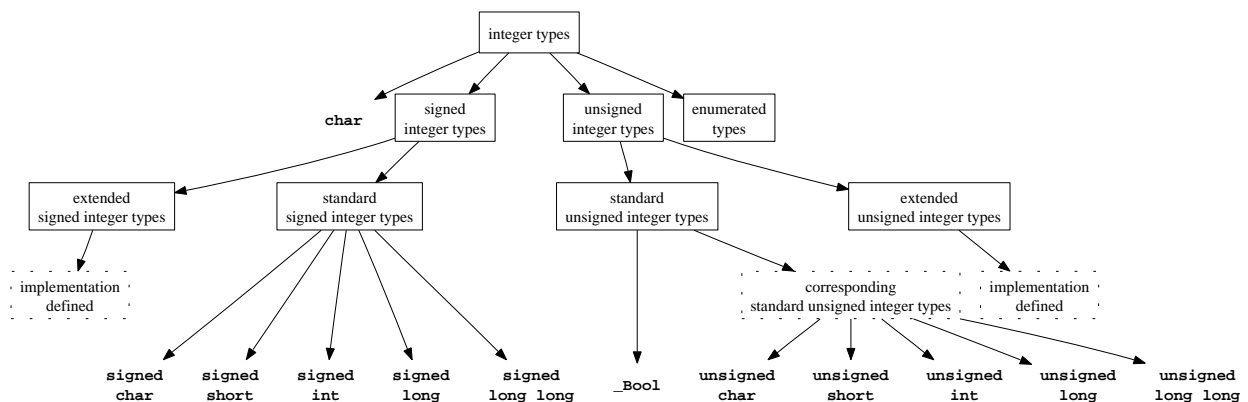 integer types
char
signed
integer types
unsigned
integer types
enumerated
types
extended
signed integer types
standard
signed integer types
standard
unsigned integer types
extended
unsigned integer types
implementation
defined
corresponding
standard unsigned integer types
implementation
defined
signed
char
signed
short
signed
int
signed
long
signed
long long
_Bool
unsigned
char
unsigned
short
unsigned
int
unsigned
long
unsigned
long long